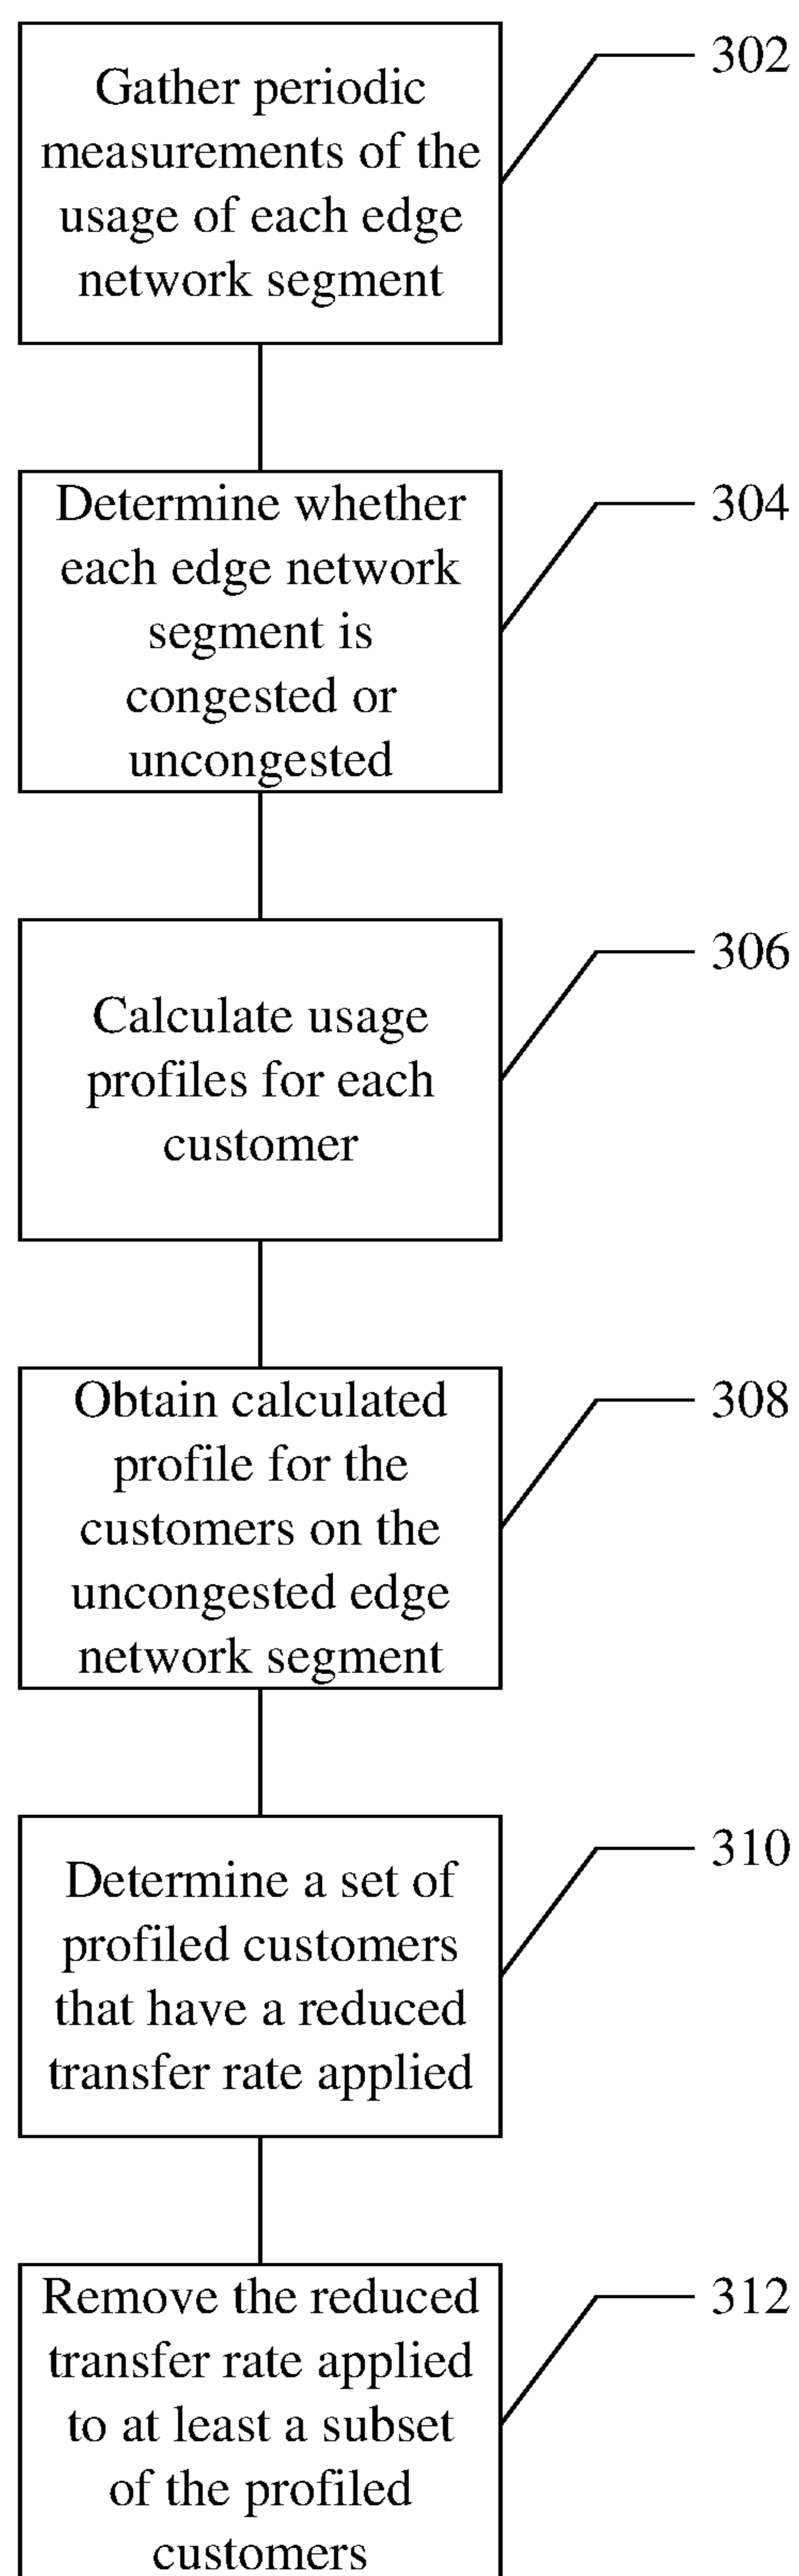 Gather periodic
measurements of the
usage of each edge
network segment
302
Determine whether
each edge network
segment is
congested or
uncongested
304
Calculate usage
profiles for each
customer
306
Obtain calculated
profile for the
customers on the
uncongested edge
network segment
308
Determine a set of
profiled customers
that have a reduced
transfer rate applied
310
Remove the reduced
transfer rate applied
to at least a subset
of the profiled
customers
312